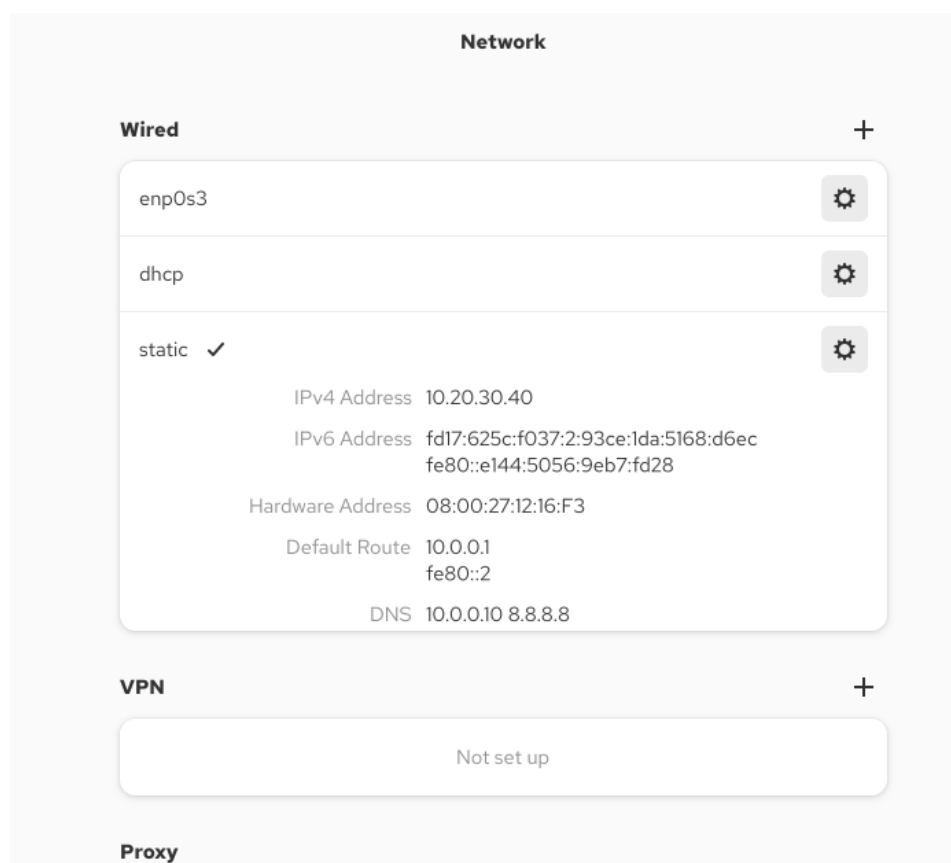 Network
Wired
enp0s3
dhcp
static
IPv4 Address 10.20.30.40
IPv6 Address fd17:625c:f037:2:93ce:1da:5168:d6ec
fe80::e144:5056:9eb7:fd28
Hardware Address 08:00:27:12:16:F3
Default Route 10.0.0.1
fe80::2
DNS 10.0.0.10 8.8.8.8
VPN
Not set up
Proxy